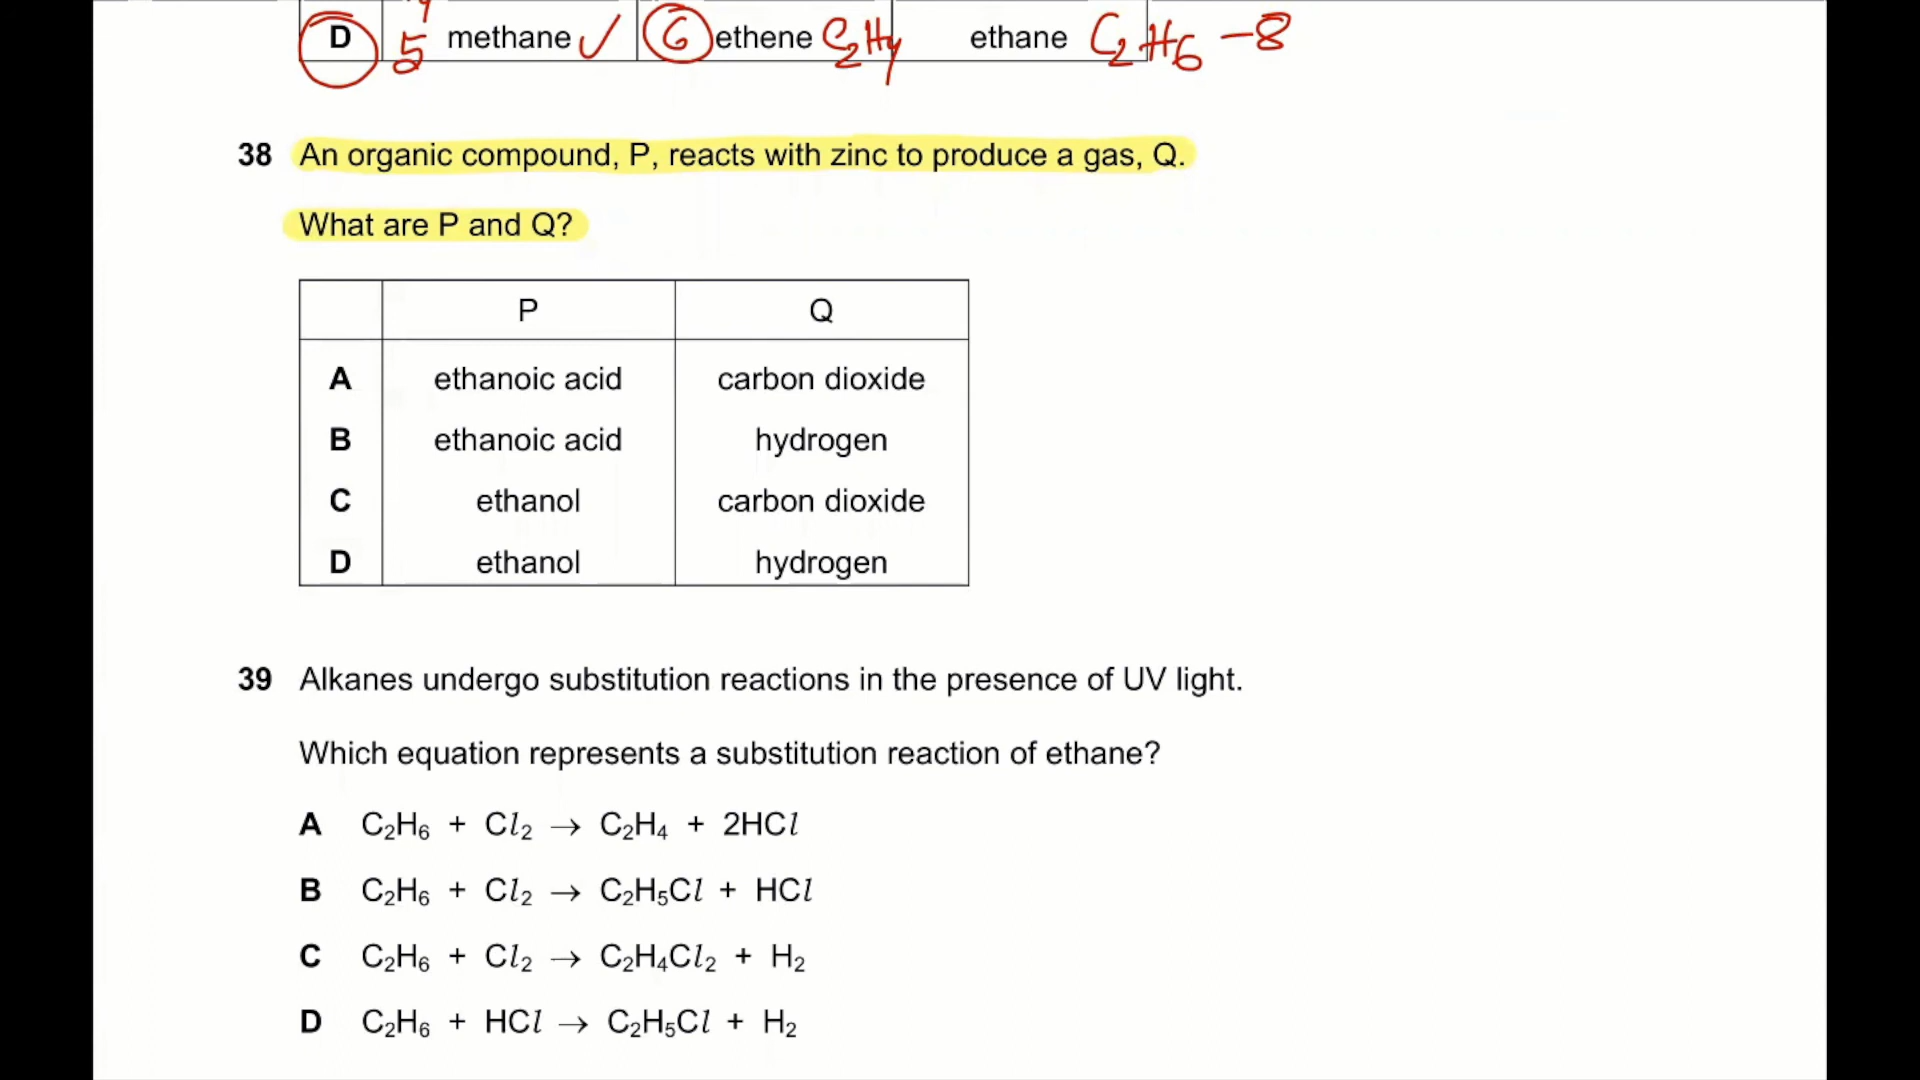 D 5 methane ✓ 6 ethene C₂H₄ ethane C₂H₆ – 8
38 An organic compound, P, reacts with zinc to produce a gas, Q.
What are P and Q?
P Q
A ethanoic acid carbon dioxide
B ethanoic acid hydrogen
C ethanol carbon dioxide
D ethanol hydrogen
39 Alkanes undergo substitution reactions in the presence of UV light.
Which equation represents a substitution reaction of ethane?
A C₂H₆ + Cl₂ → C₂H₄ + 2HCl
B C₂H₆ + Cl₂ → C₂H₅Cl + HCl
C C₂H₆ + Cl₂ → C₂H₄Cl₂ + H₂
D C₂H₆ + HCl → C₂H₅Cl + H₂